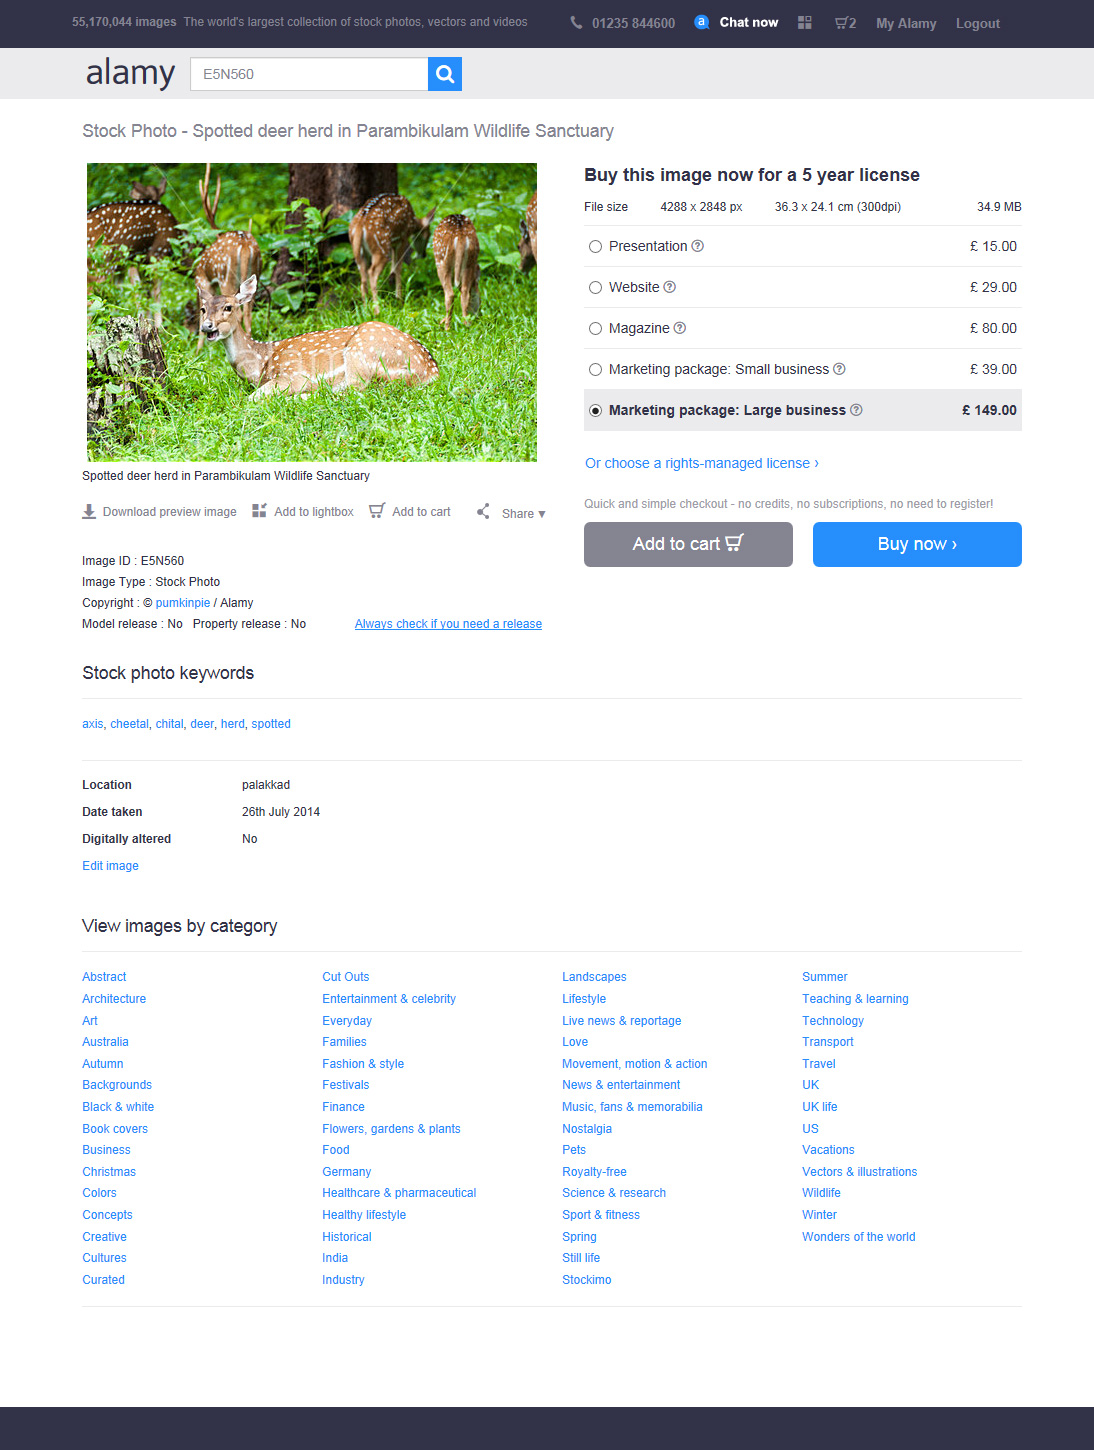 55,170,044 images The world's largest collection of stock photos, vectors and videos
01235 844600
Chat now
2
My Alamy
Logout
alamy
E5N560
Stock Photo - Spotted deer herd in Parambikulam Wildlife Sanctuary
alamy
Spotted deer herd in Parambikulam Wildlife Sanctuary
Download preview image
Add to lightbox
Add to cart
Share ▾
Image ID : E5N560
Image Type : Stock Photo
Copyright : © pumkinpie / Alamy
Model release : No Property release : No
Always check if you need a release
Buy this image now for a 5 year license
File size 4288 x 2848 px 36.3 x 24.1 cm (300dpi) 34.9 MB
Presentation ? £ 15.00
Website ? £ 29.00
Magazine ? £ 80.00
Marketing package: Small business ? £ 39.00
Marketing package: Large business ? £ 149.00
Or choose a rights-managed license ›
Quick and simple checkout - no credits, no subscriptions, no need to register!
Add to cart
Buy now ›
Stock photo keywords
axis, cheetal, chital, deer, herd, spotted
Location palakkad
Date taken 26th July 2014
Digitally altered No
Edit image
View images by category
Abstract
Architecture
Art
Australia
Autumn
Backgrounds
Black & white
Book covers
Business
Christmas
Colors
Concepts
Creative
Cultures
Curated
Cut Outs
Entertainment & celebrity
Everyday
Families
Fashion & style
Festivals
Finance
Flowers, gardens & plants
Food
Germany
Healthcare & pharmaceutical
Healthy lifestyle
Historical
India
Industry
Landscapes
Lifestyle
Live news & reportage
Love
Movement, motion & action
News & entertainment
Music, fans & memorabilia
Nostalgia
Pets
Royalty-free
Science & research
Sport & fitness
Spring
Still life
Stockimo
Summer
Teaching & learning
Technology
Transport
Travel
UK
UK life
US
Vacations
Vectors & illustrations
Wildlife
Winter
Wonders of the world